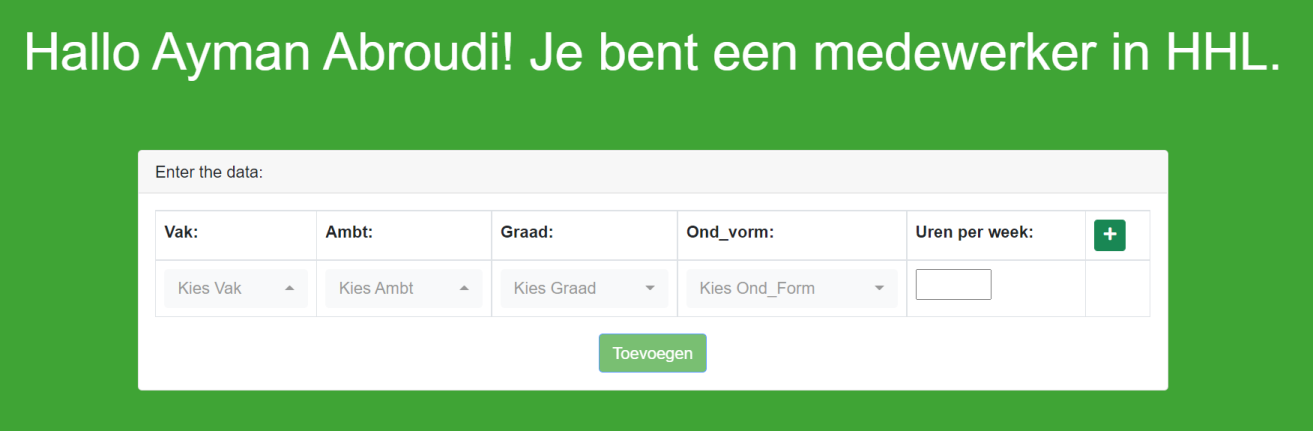 Hallo Ayman Abroudi! Je bent een medewerker in HHL.
Enter the data:
Vak: Ambt: Graad: Ond_vorm: Uren per week: +
Kies Vak Kies Ambt Kies Graad Kies Ond_Form
Toevoegen